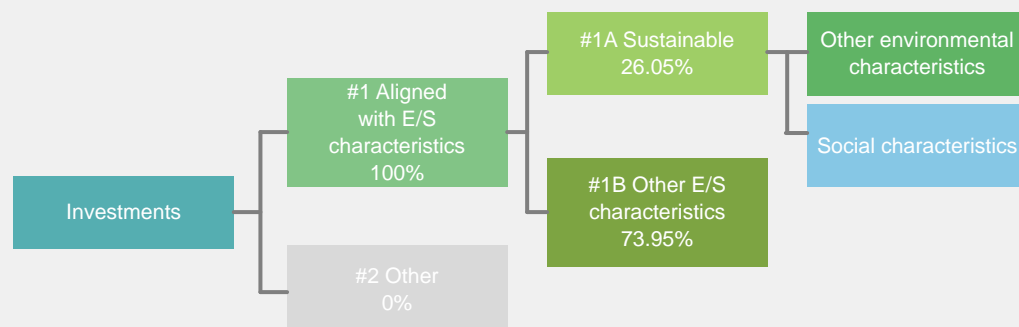 Investments
#1 Aligned
with E/S
characteristics
100%
#2 Other
0%
#1A Sustainable
26.05%
#1B Other E/S
characteristics
73.95%
Other environmental
characteristics
Social characteristics